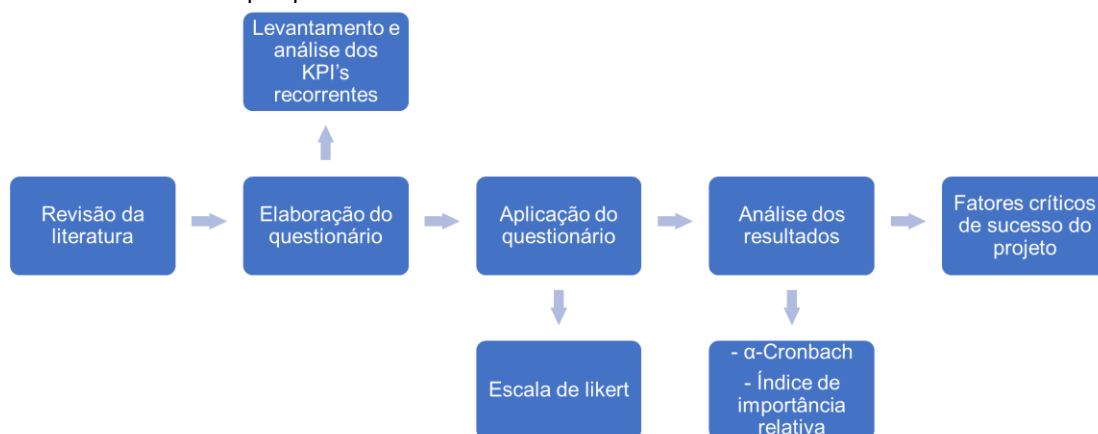 Levantamento e
análise dos
KPI's
recorrentes
Revisão da
literatura
Elaboração do
questionário
Aplicação do
questionário
Análise dos
resultados
Fatores críticos
de sucesso do
projeto
Escala de likert
- α-Cronbach
- Índice de
importância
relativa